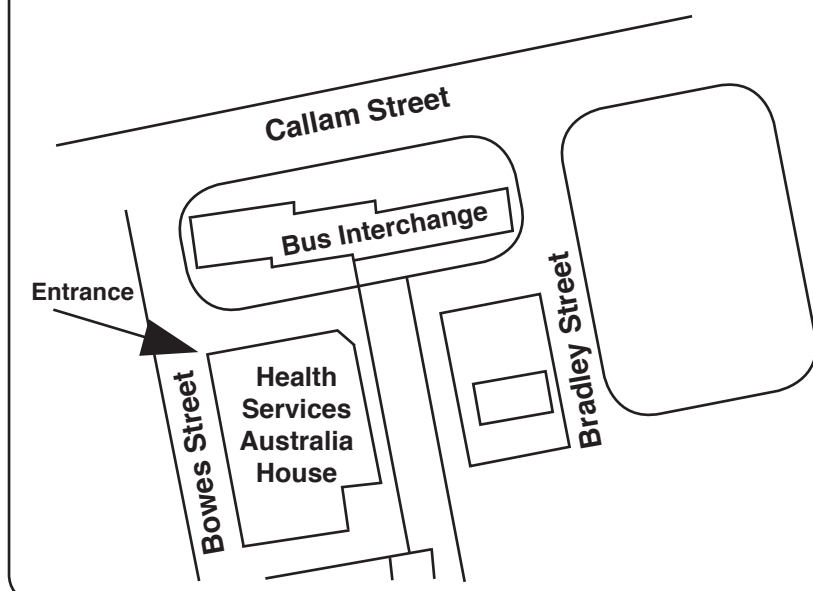 Callam Street
Bus Interchange
Entrance
Health
Services
Australia
House
Bowes Street
Bradley Street